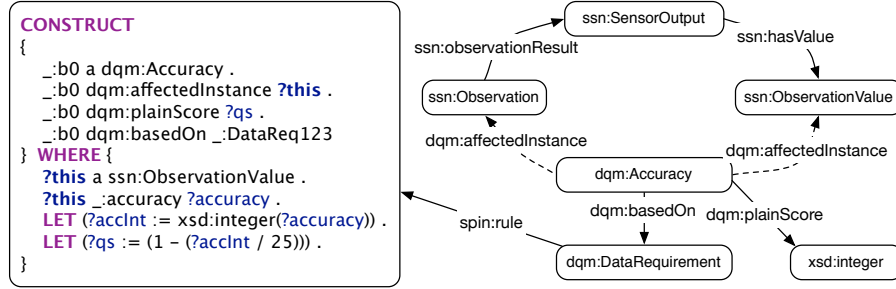 CONSTRUCT
{
_:b0 a dqm:Accuracy .
_:b0 dqm:affectedInstance ?this .
_:b0 dqm:plainScore ?qs .
_:b0 dqm:basedOn _:DataReq123
} WHERE {
?this a ssn:ObservationValue .
?this _:accuracy ?accuracy .
LET (?accInt := xsd:integer(?accuracy)) .
LET (?qs := (1 - (?accInt / 25))) .
}
ssn:SensorOutput
ssn:observationResult
ssn:hasValue
ssn:Observation
ssn:ObservationValue
dqm:affectedInstance
dqm:affectedInstance
dqm:Accuracy
dqm:basedOn
dqm:plainScore
spin:rule
dqm:DataRequirement
xsd:integer